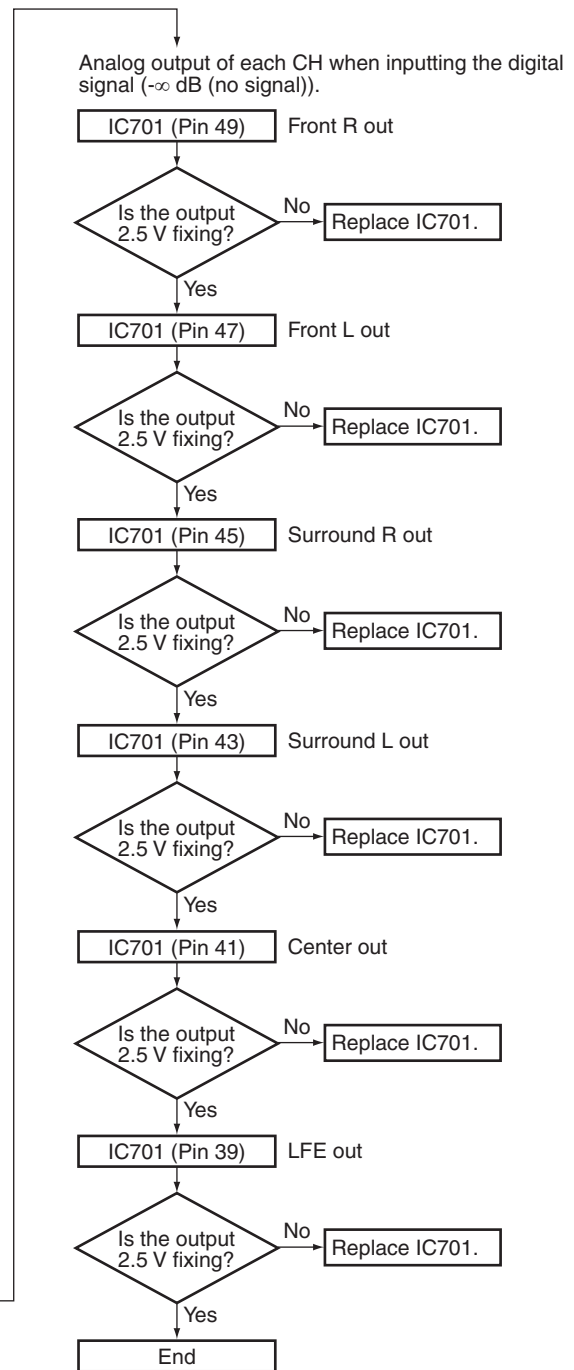 Analog output of each CH when inputting the digital
signal (-∞ dB (no signal)).
IC701 (Pin 49) Front R out
Is the output
2.5 V fixing?
No
Replace IC701.
Yes
IC701 (Pin 47) Front L out
Is the output
2.5 V fixing?
No
Replace IC701.
Yes
IC701 (Pin 45) Surround R out
Is the output
2.5 V fixing?
No
Replace IC701.
Yes
IC701 (Pin 43) Surround L out
Is the output
2.5 V fixing?
No
Replace IC701.
Yes
IC701 (Pin 41) Center out
Is the output
2.5 V fixing?
No
Replace IC701.
Yes
IC701 (Pin 39) LFE out
Is the output
2.5 V fixing?
No
Replace IC701.
Yes
End